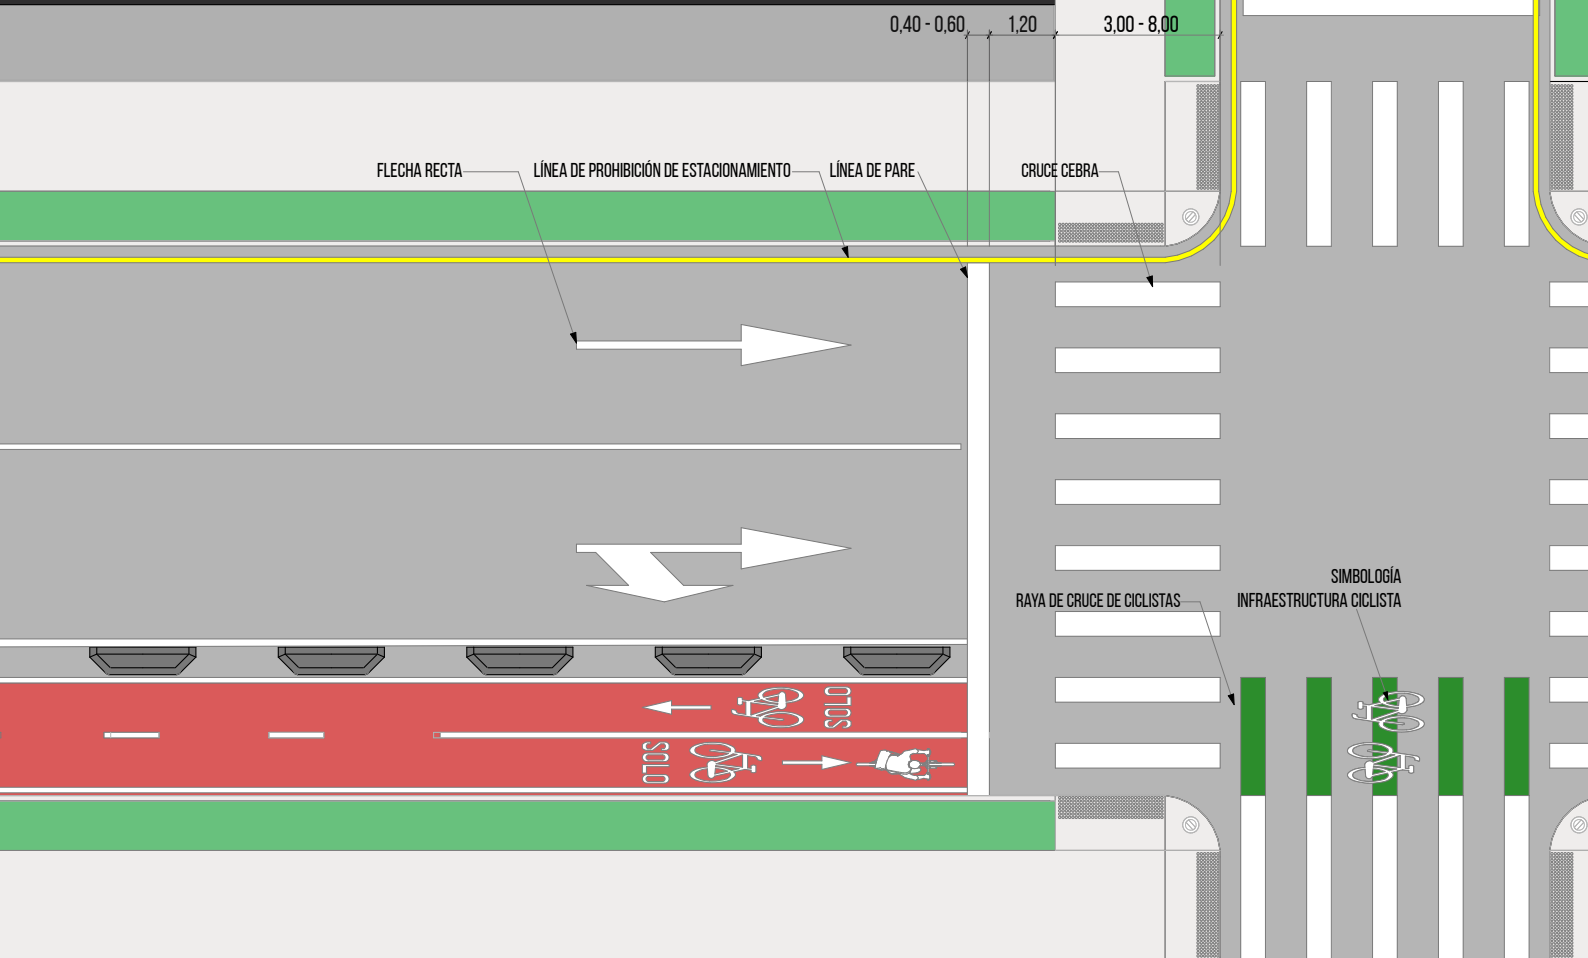 0,40 - 0,60
1,20
3,00 - 8,00
FLECHA RECTA
LÍNEA DE PROHIBICIÓN DE ESTACIONAMIENTO
LÍNEA DE PARE
CRUCE CEBRA
SIMBOLOGÍA
INFRAESTRUCTURA CICLISTA
RAYA DE CRUCE DE CICLISTAS
SOLO
SOLO